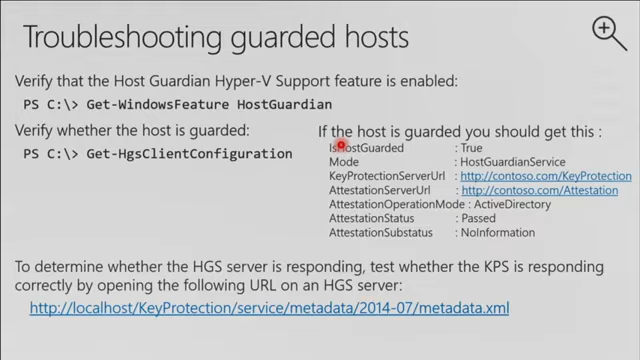 Troubleshooting guarded hosts
Verify that the Host Guardian Hyper-V Support feature is enabled:
PS C:\> Get-WindowsFeature HostGuardian
Verify whether the host is guarded:
PS C:\> Get-HgsClientConfiguration
If the host is guarded you should get this :
IsHostGuarded : True
Mode : HostGuardianService
KeyProtectionServerUrl : http://contoso.com/KeyProtection
AttestationServerUrl : http://contoso.com/Attestation
AttestationOperationMode : ActiveDirectory
AttestationStatus : Passed
AttestationSubstatus : NoInformation
To determine whether the HGS server is responding, test whether the KPS is responding
correctly by opening the following URL on an HGS server:
http://localhost/KeyProtection/service/metadata/2014-07/metadata.xml